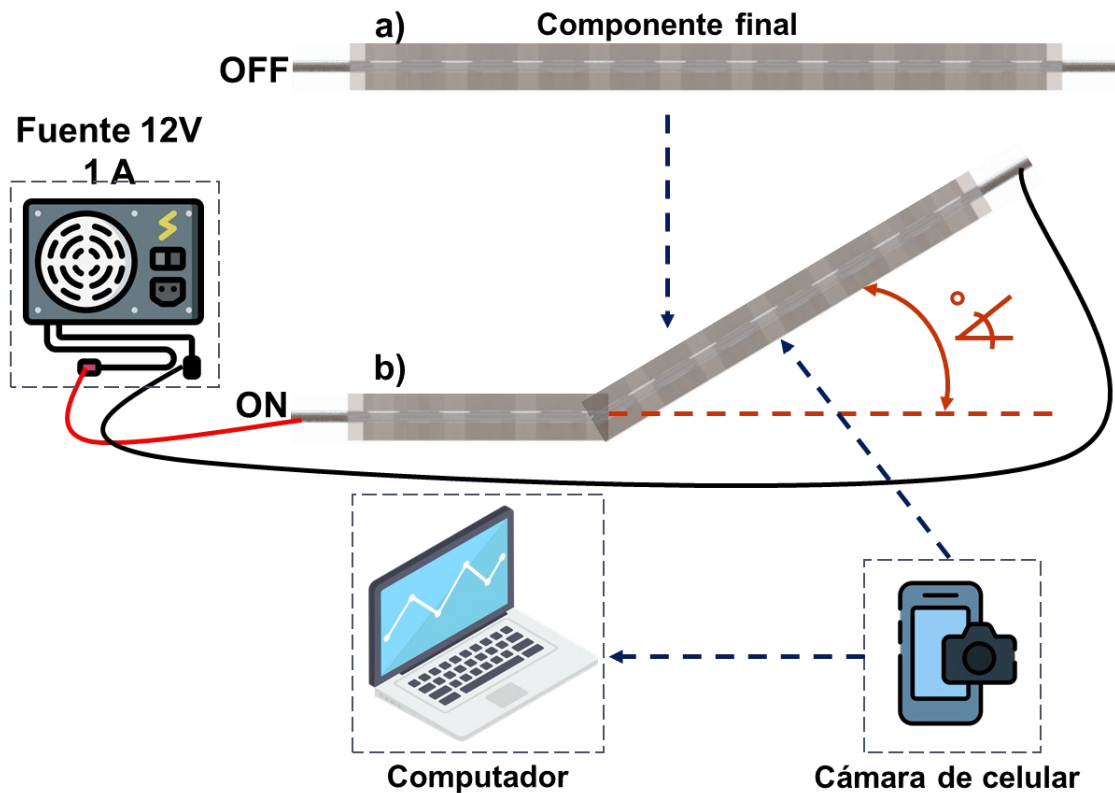 a)
Componente final
OFF
Fuente 12V
1 A
b)
ON
Computador
Cámara de celular